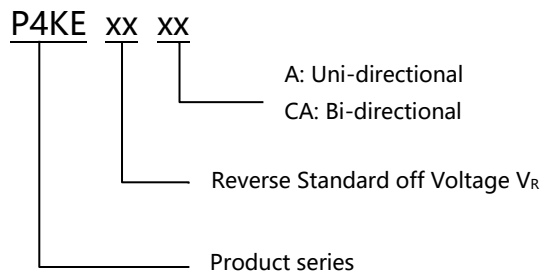 P4KE xx xx
A: Uni-directional
CA: Bi-directional
Reverse Standard off Voltage VR
Product series